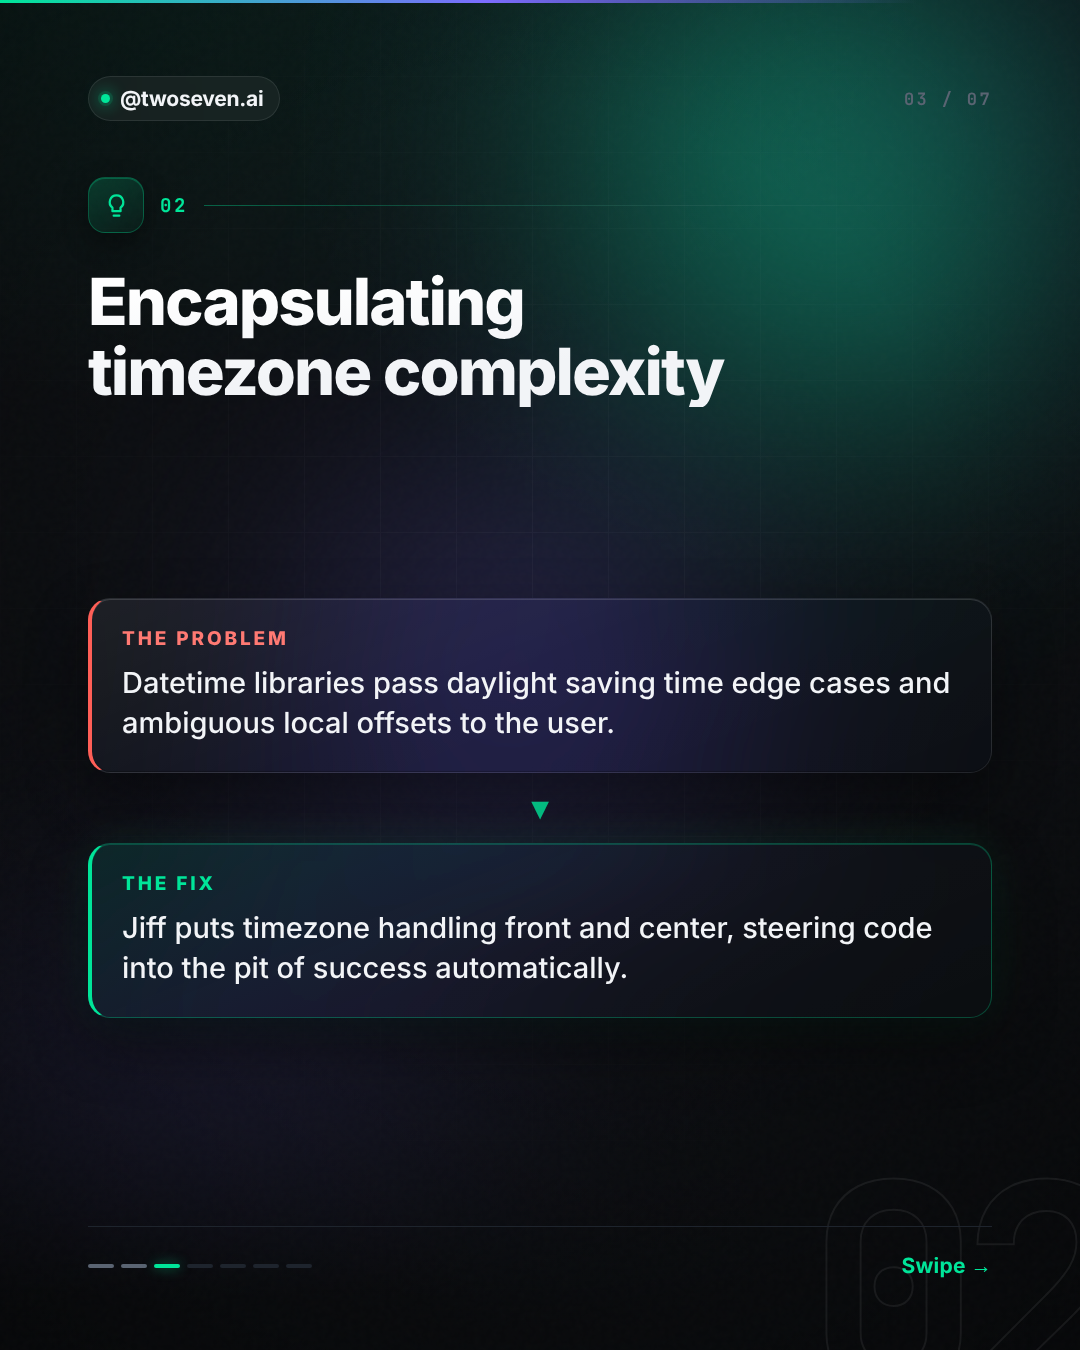 @twoseven.ai
03 / 07
02
Encapsulating
timezone complexity
THE PROBLEM
Datetime libraries pass daylight saving time edge cases and
ambiguous local offsets to the user.
▼
THE FIX
Jiff puts timezone handling front and center, steering code
into the pit of success automatically.
02
Swipe →